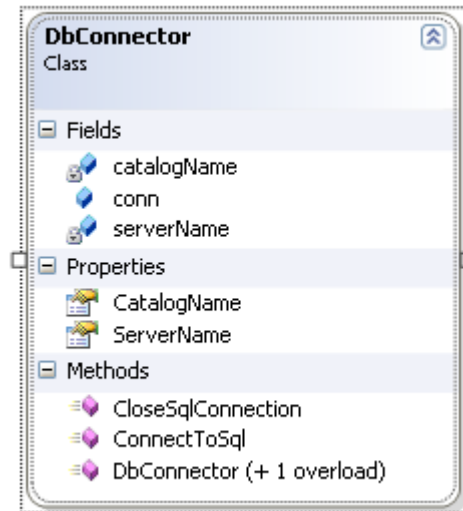 DbConnector
Class
Fields
catalogName
conn
serverName
Properties
CatalogName
ServerName
Methods
CloseSqlConnection
ConnectToSql
DbConnector (+ 1 overload)